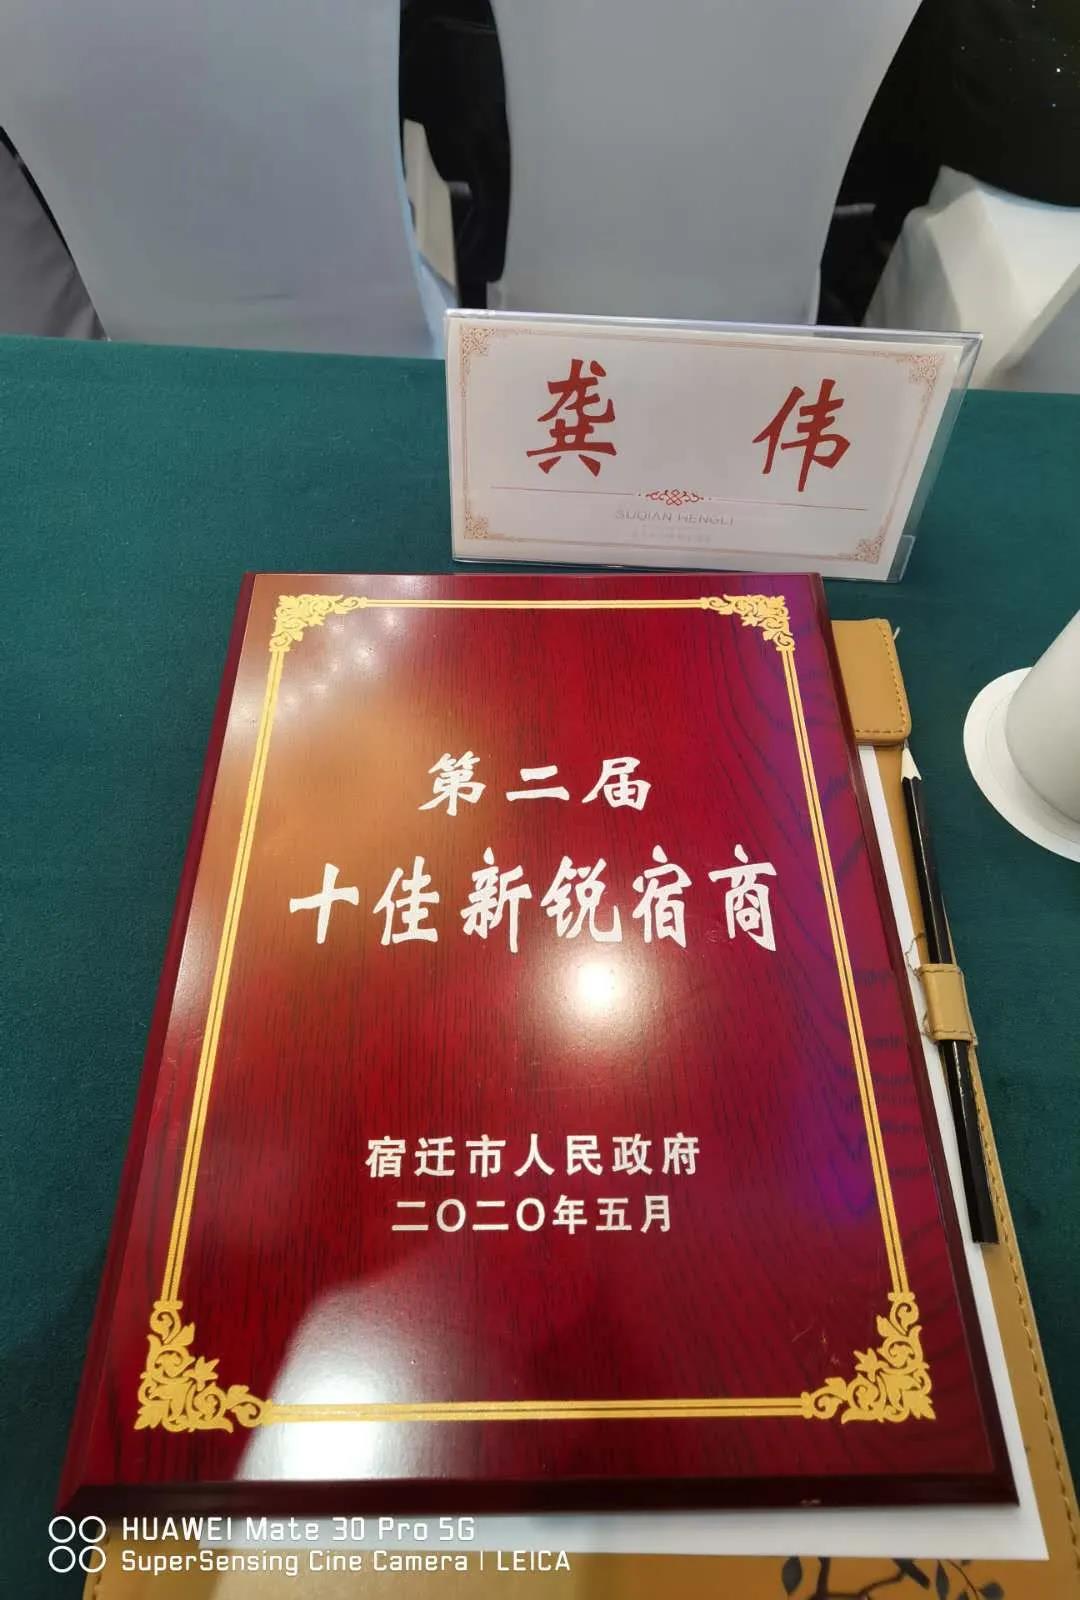 龚 伟
SUQIAN HENGLI
第二届
十佳新锐宿商
宿迁市人民政府
二〇二〇年五月
HUAWEI Mate 30 Pro 5G
SuperSensing Cine Camera | LEICA